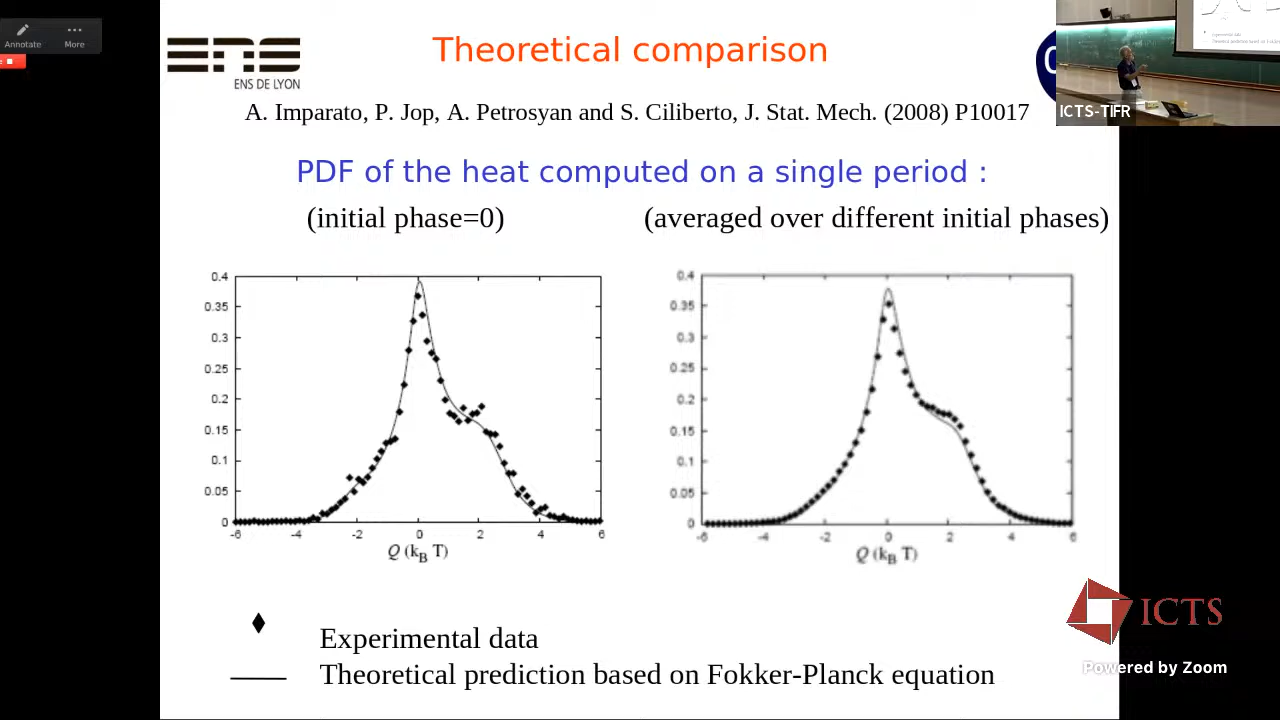 Annotate
More
ENS DE LYON
Theoretical comparison
A. Imparato, P. Jop, A. Petrosyan and S. Ciliberto, J. Stat. Mech. (2008) P10017
ICTS-TIFR
PDF of the heat computed on a single period :
(initial phase=0)
(averaged over different initial phases)
0.4
0.35
0.3
0.25
0.2
0.15
0.1
0.05
0
-6
-4
-2
0
2
4
6
Q (kB T)
0.4
0.35
0.3
0.25
0.2
0.15
0.1
0.05
0
-6
-4
-2
0
2
4
6
Q (kB T)
Experimental data
Theoretical prediction based on Fokker-Planck equation
ICTS
Powered by Zoom